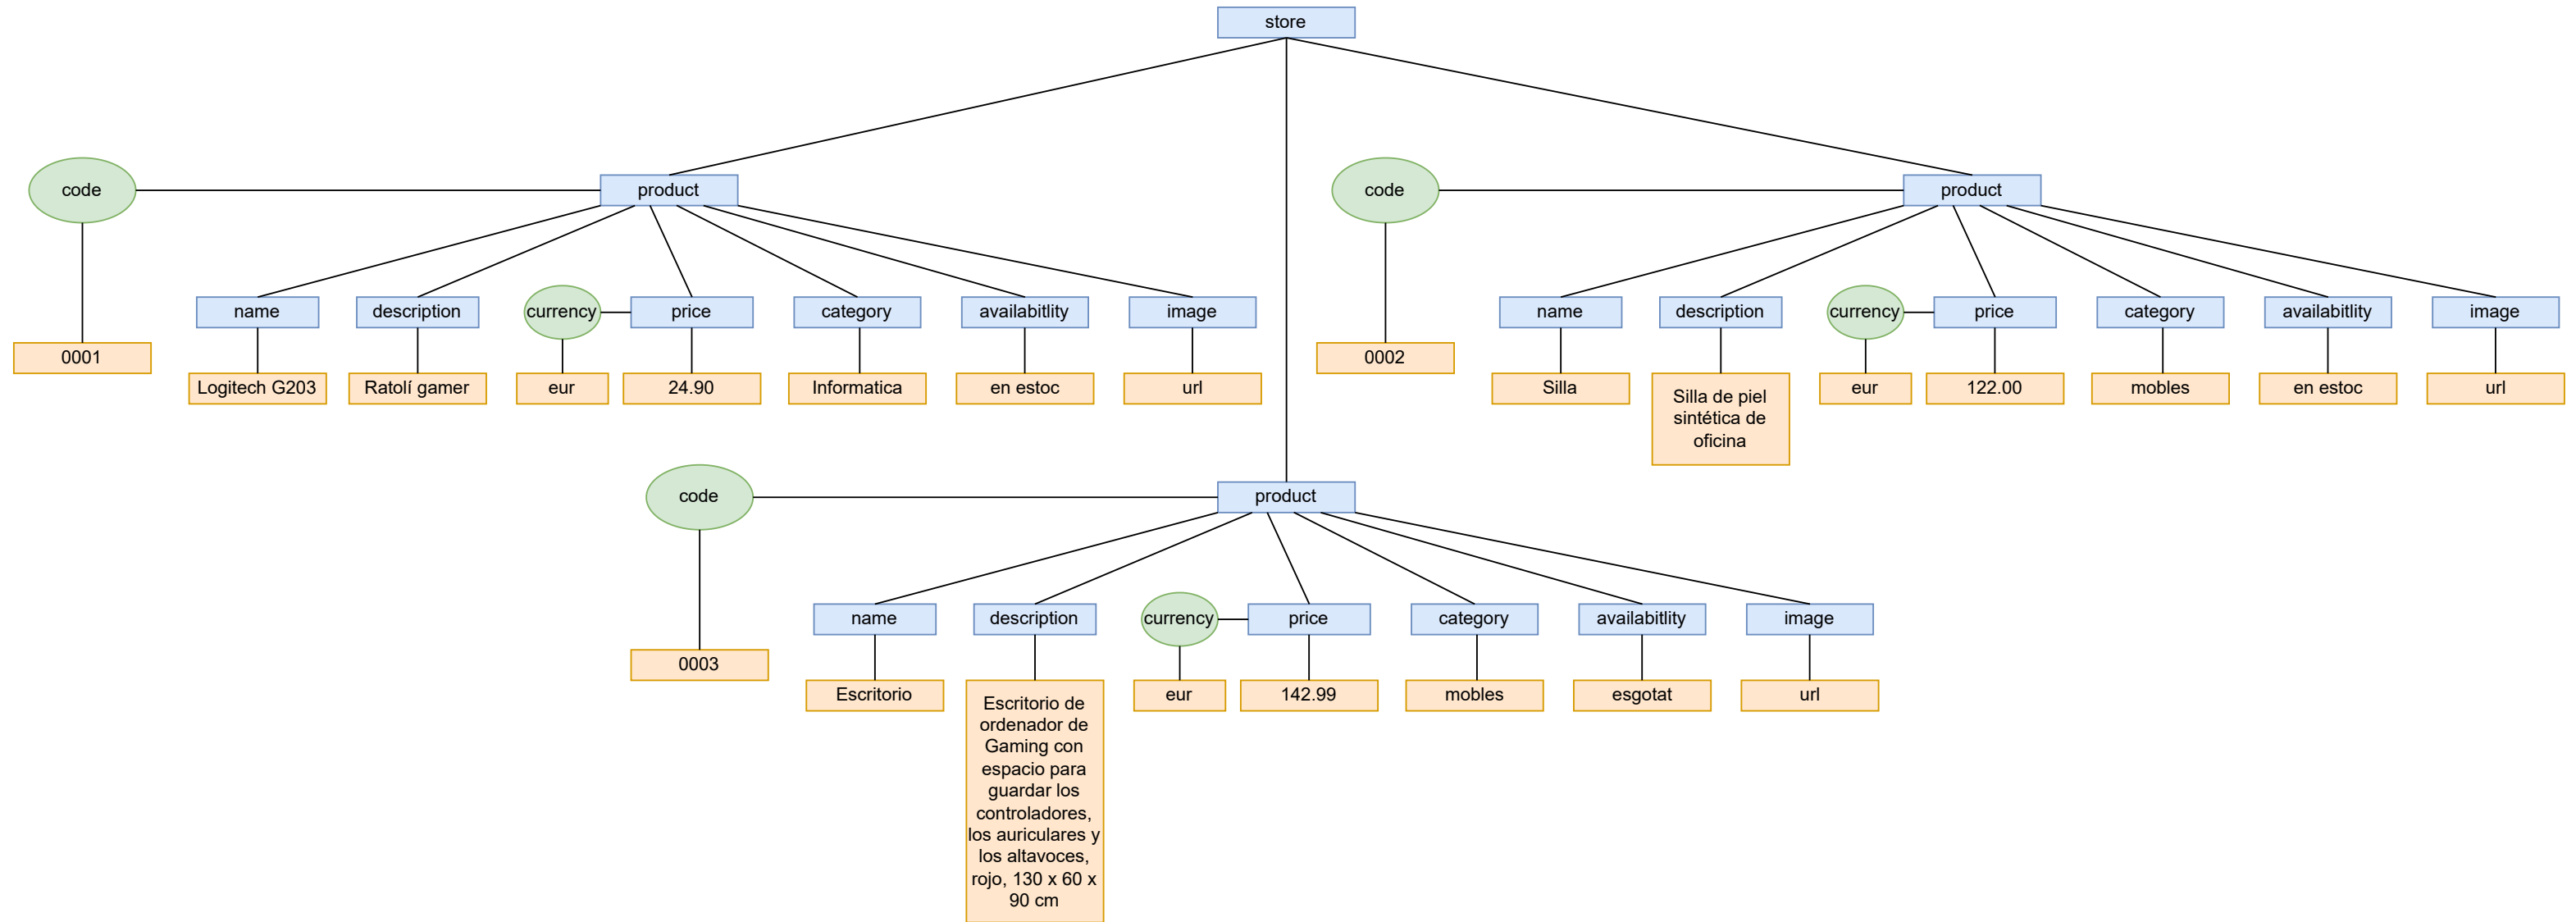 store
code
product
code
product
name
description
currency
price
category
availabitlity
image
name
description
currency
price
category
availabitlity
image
0001
0002
Logitech G203
Ratolí gamer
eur
24.90
Informatica
en estoc
url
Silla
Silla de piel
sintética de
oficina
eur
122.00
mobles
en estoc
url
code
product
name
description
currency
price
category
availabitlity
image
0003
Escritorio
Escritorio de
ordenador de
Gaming con
espacio para
guardar los
controladores,
los auriculares y
los altavoces,
rojo, 130 x 60 x
90 cm
eur
142.99
mobles
esgotat
url